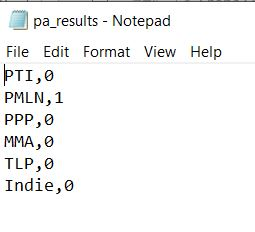 pa_results - Notepad
File Edit Format View Help
PTI,0
PMLN,1
PPP,0
MMA,0
TLP,0
Indie,0